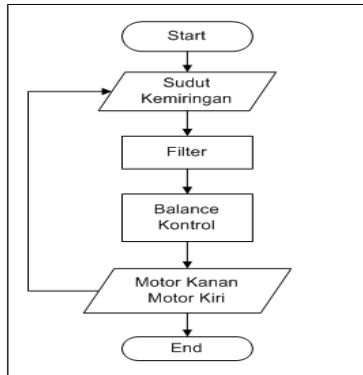 Start
Sudut
Kemiringan
Filter
Balance
Kontrol
Motor Kanan
Motor Kiri
End